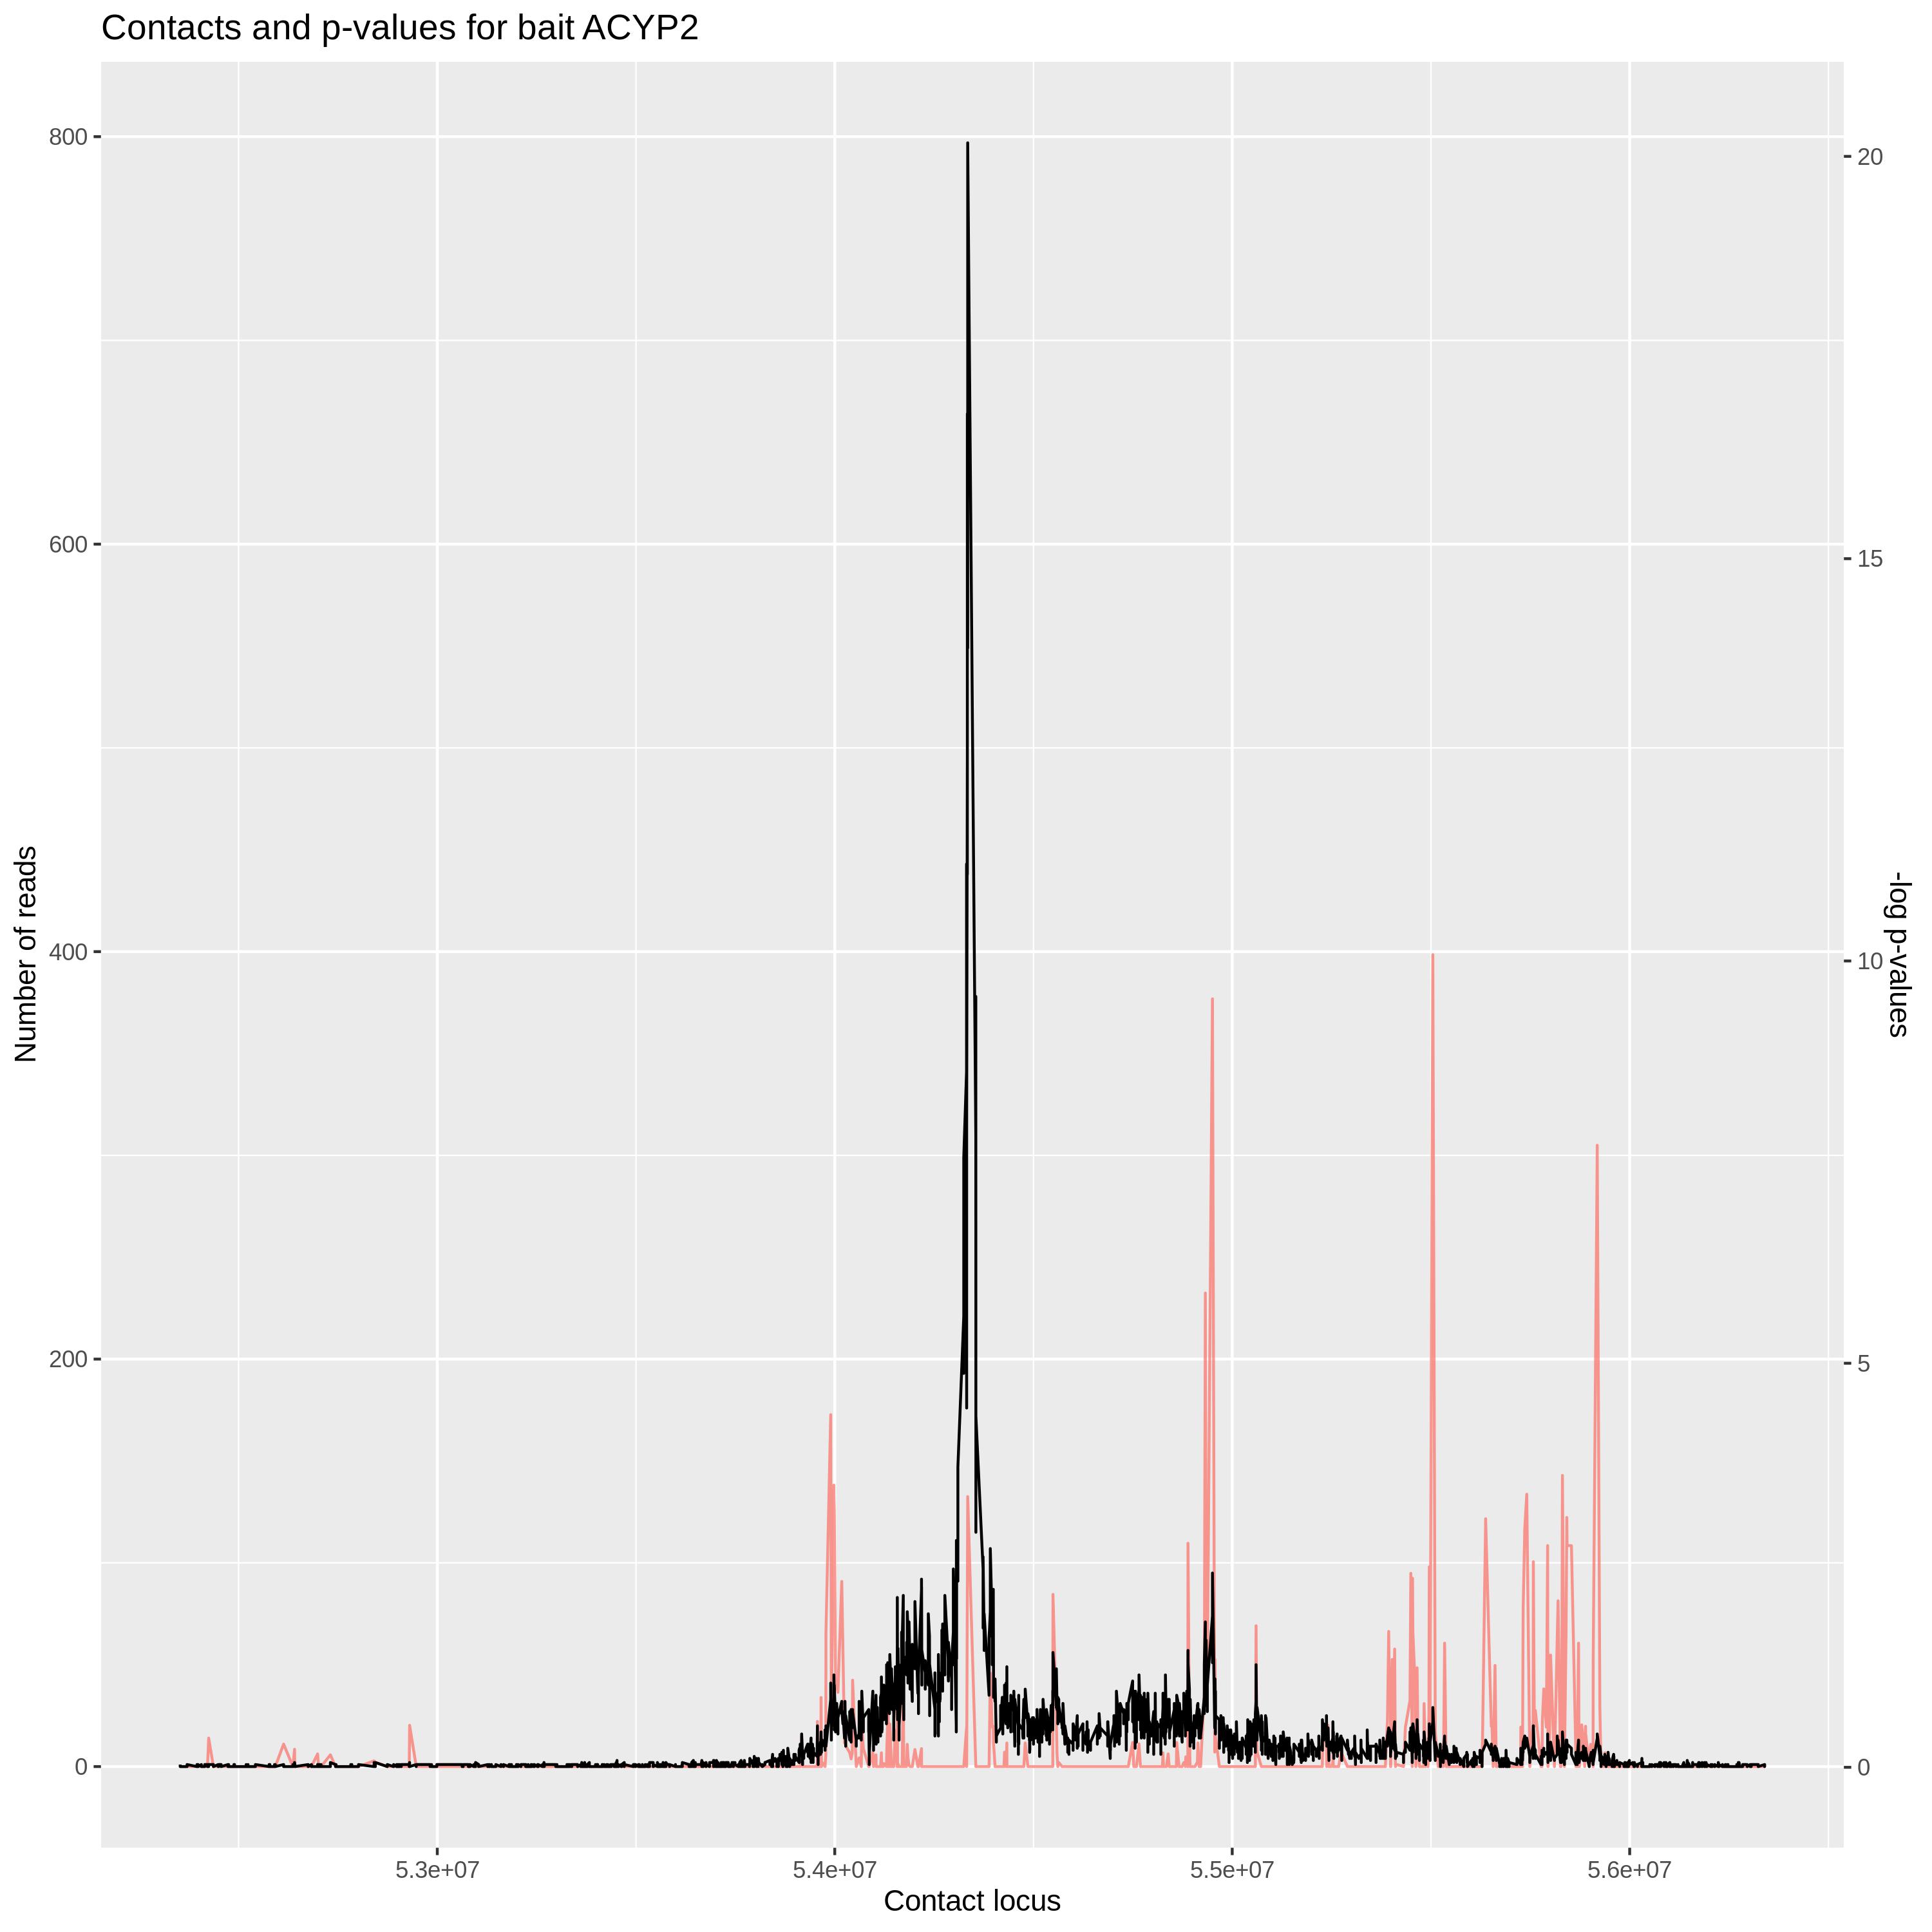 Contacts and p-values for bait ACYP2
800
600
400
200
0
20
15
10
5
0
Number of reads
-log p-values
5.3e+07
5.4e+07
5.5e+07
5.6e+07
Contact locus